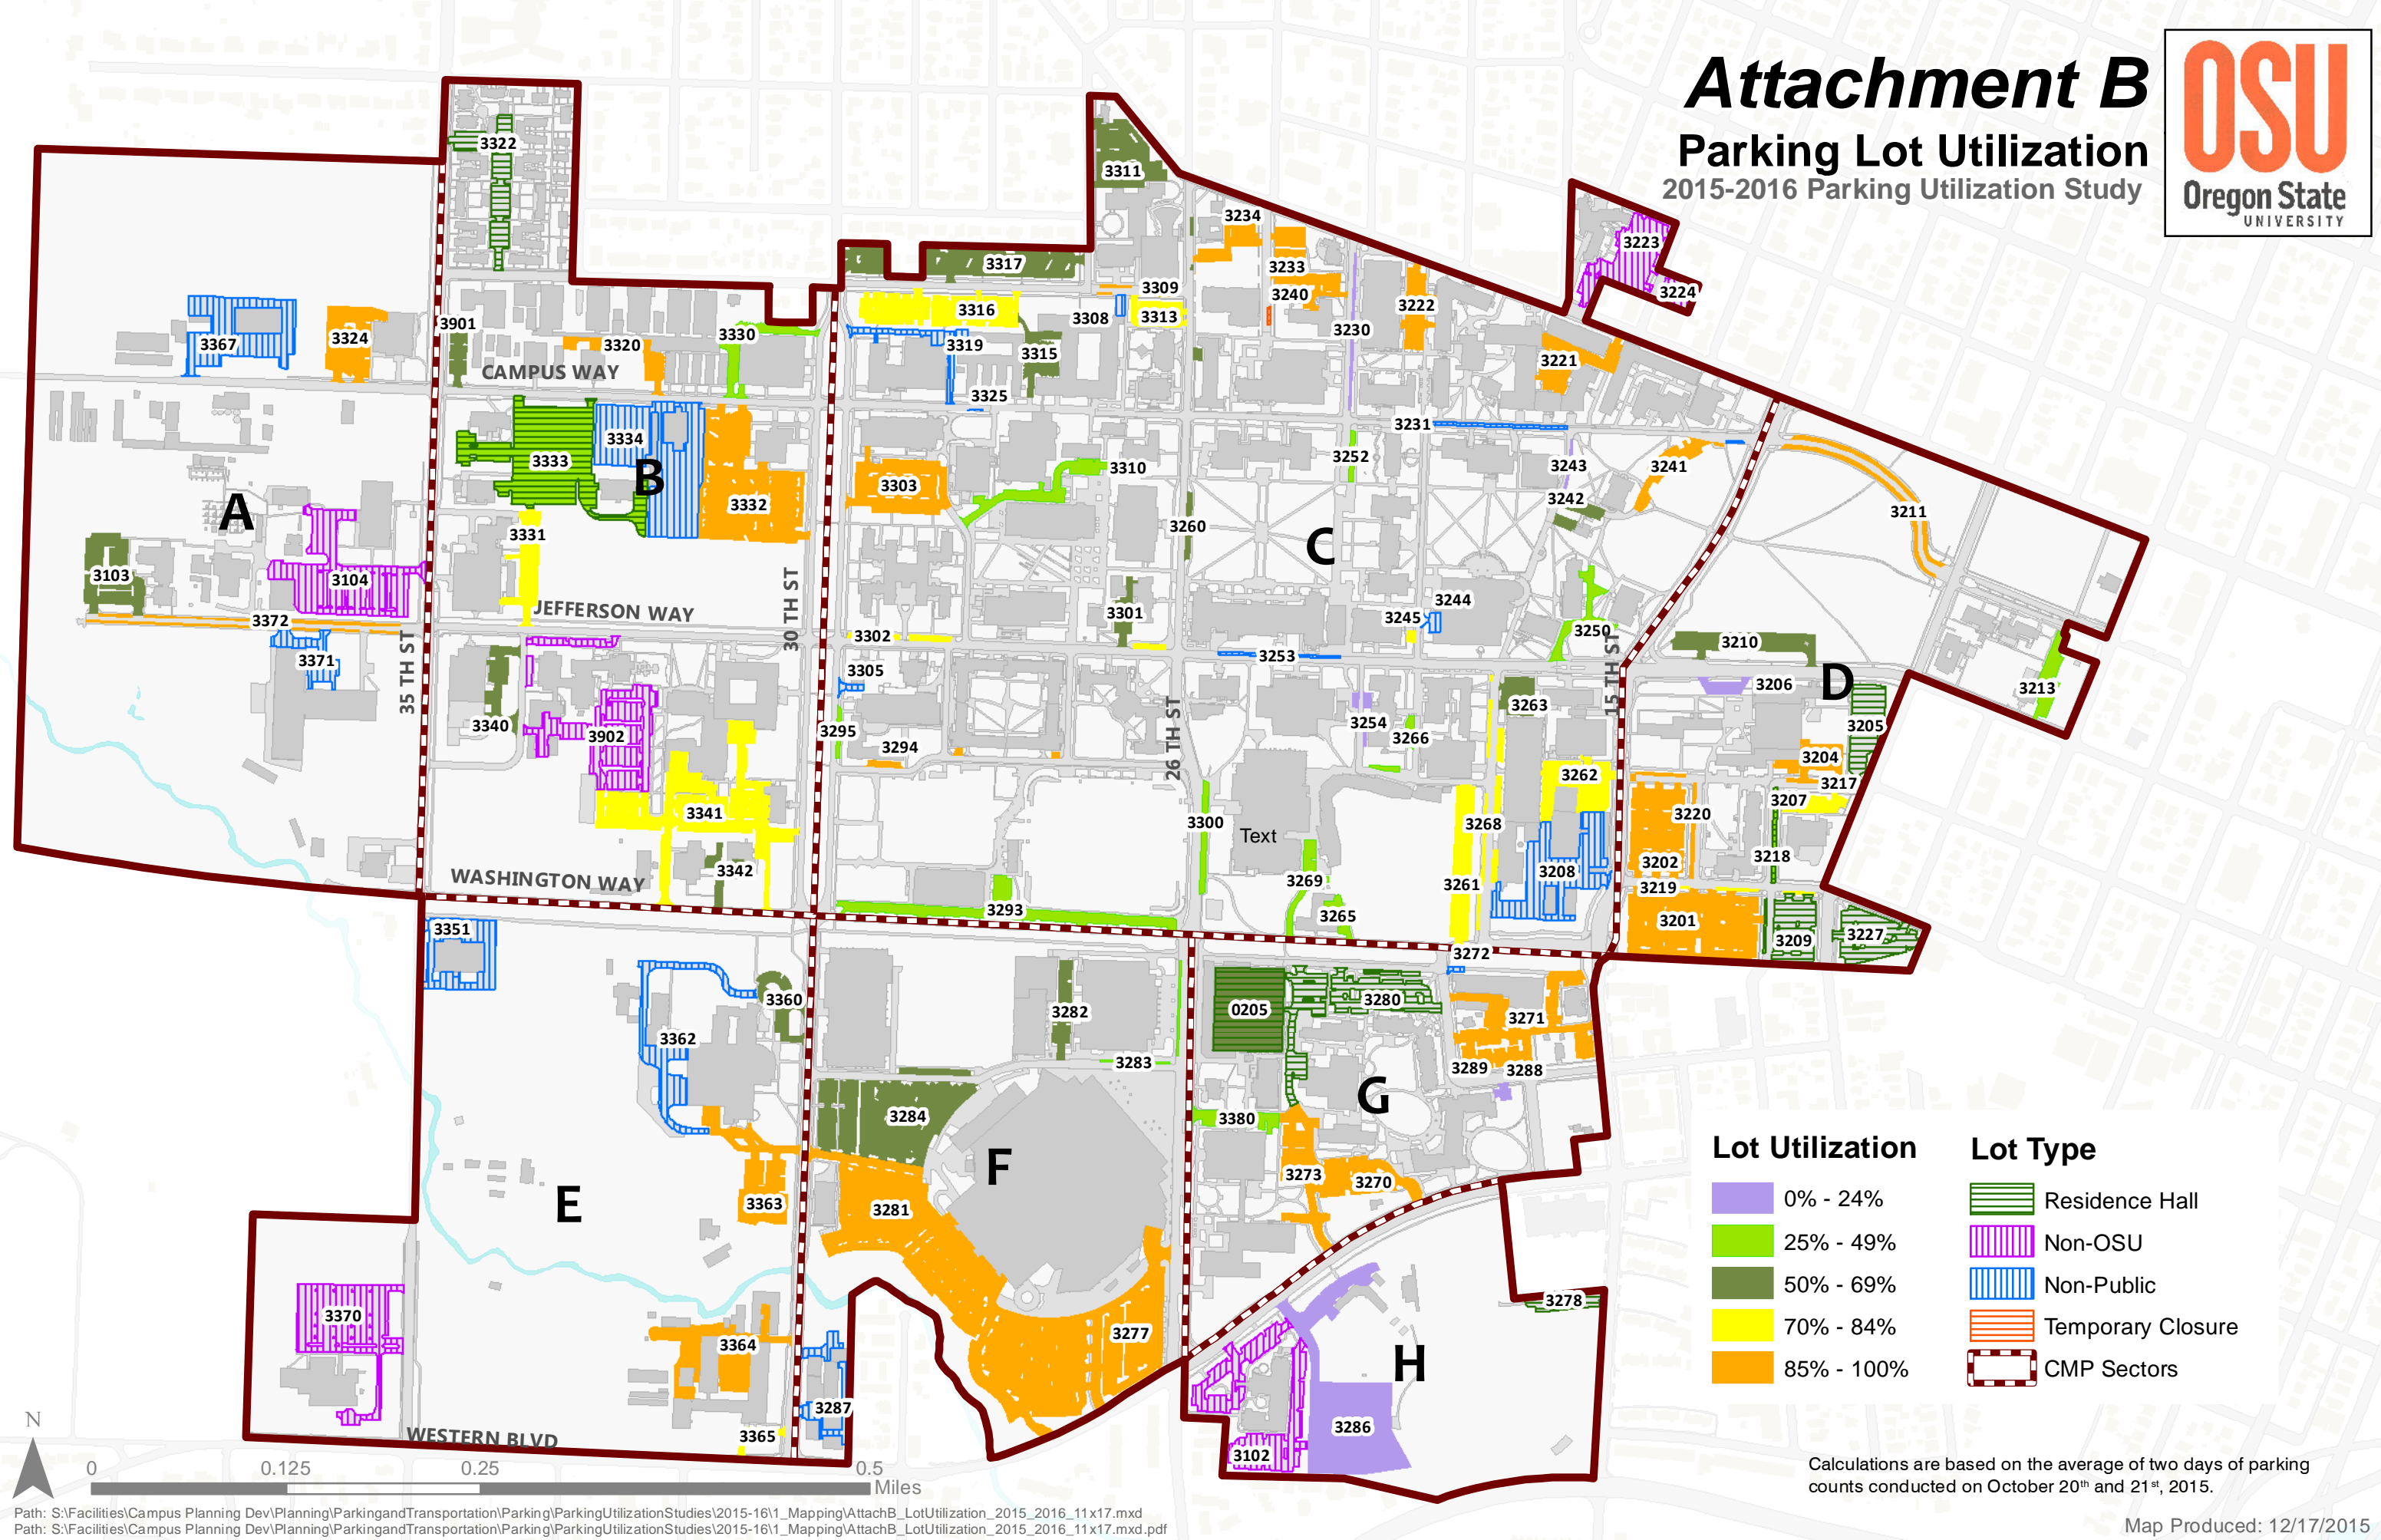 Attachment B
Parking Lot Utilization
2015-2016 Parking Utilization Study
OSU
Oregon State
UNIVERSITY
3322
3311
3234
3223
3233
3317
3309
3240
3224
3901
3316
3308
3313
3222
3367
3324
3320
3330
3319
3315
3230
3221
CAMPUS WAY
3325
3231
3334
3333
B
3310
3252
3243
3241
A
3332
3303
3242
3260
C
3211
3331
3103
3104
30 TH ST
3301
3244
3245
JEFFERSON WAY
3372
3302
3250
3210
3371
35 TH ST
3305
3253
15 TH ST
3206
D
3213
3340
3902
3295
3294
26 TH ST
3254
3266
3263
3205
3204
3262
3217
3207
3341
3300
Text
3268
3220
3342
3218
3202
3208
WASHINGTON WAY
3269
3261
3219
3293
3265
3201
3209
3227
3351
3272
3360
3282
0205
3280
3271
3362
3283
3289
3288
3284
G
3380
F
3363
3281
3273
3270
E
3370
3364
3277
3278
H
3287
3286
3365
3102
WESTERN BLVD
Lot Utilization
0% - 24%
25% - 49%
50% - 69%
70% - 84%
85% - 100%
Lot Type
Residence Hall
Non-OSU
Non-Public
Temporary Closure
CMP Sectors
N
0 0.125 0.25 0.5
Miles
Calculations are based on the average of two days of parking
counts conducted on October 20th and 21st, 2015.
Path: S:\Facilities\Campus Planning Dev\Planning\ParkingandTransportation\Parking\ParkingUtilizationStudies\2015-16\1_Mapping\AttachB_LotUtilization_2015_2016_11x17.mxd
Path: S:\Facilities\Campus Planning Dev\Planning\ParkingandTransportation\Parking\ParkingUtilizationStudies\2015-16\1_Mapping\AttachB_LotUtilization_2015_2016_11x17.mxd.pdf
Map Produced: 12/17/2015